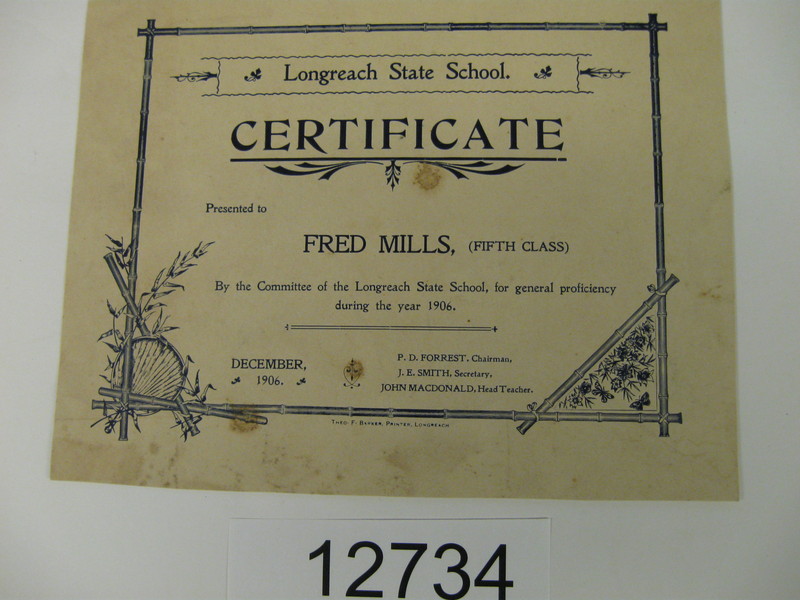 Longreach State School.
CERTIFICATE
Presented to
FRED MILLS, (FIFTH CLASS)
By the Committee of the Longreach State School, for general proficiency
during the year 1906.
DECEMBER,
1906.
P. D. FORREST, Chairman,
J. E. SMITH, Secretary,
JOHN MACDONALD, Head Teacher.
THEO. F. BARKER, PRINTER, LONGREACH
12734